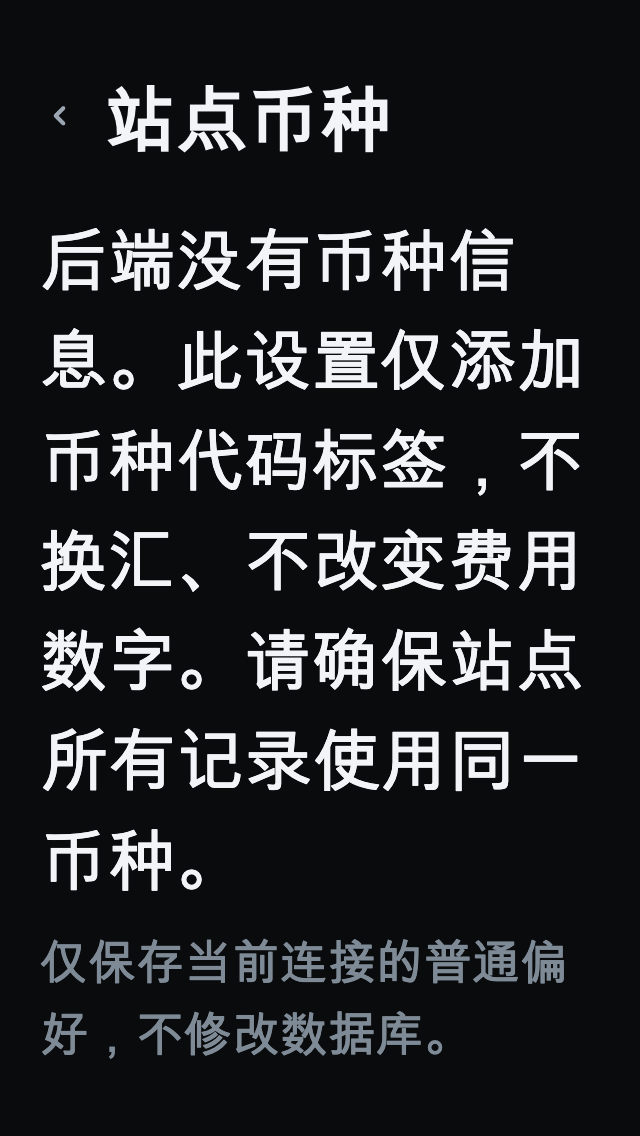 站点币种
后端没有币种信
息。此设置仅添加
币种代码标签，不
换汇、不改变费用
数字。请确保站点
所有记录使用同一
币种。
仅保存当前连接的普通偏
好，不修改数据库。